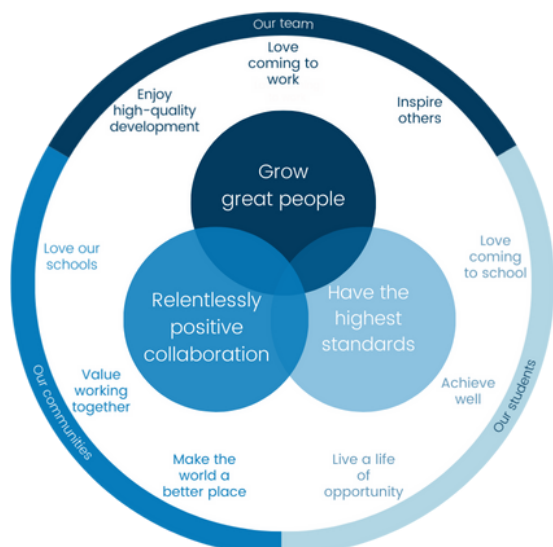 Our team
Love
coming to
work
Enjoy
high-quality
development
Inspire
others
Grow
great people
Love our
schools
Love
coming
to school
Relentlessly
positive
collaboration
Have the
highest
standards
Value
working
together
Achieve
well
Our communities
Our students
Make the
world a
better place
Live a life
of
opportunity